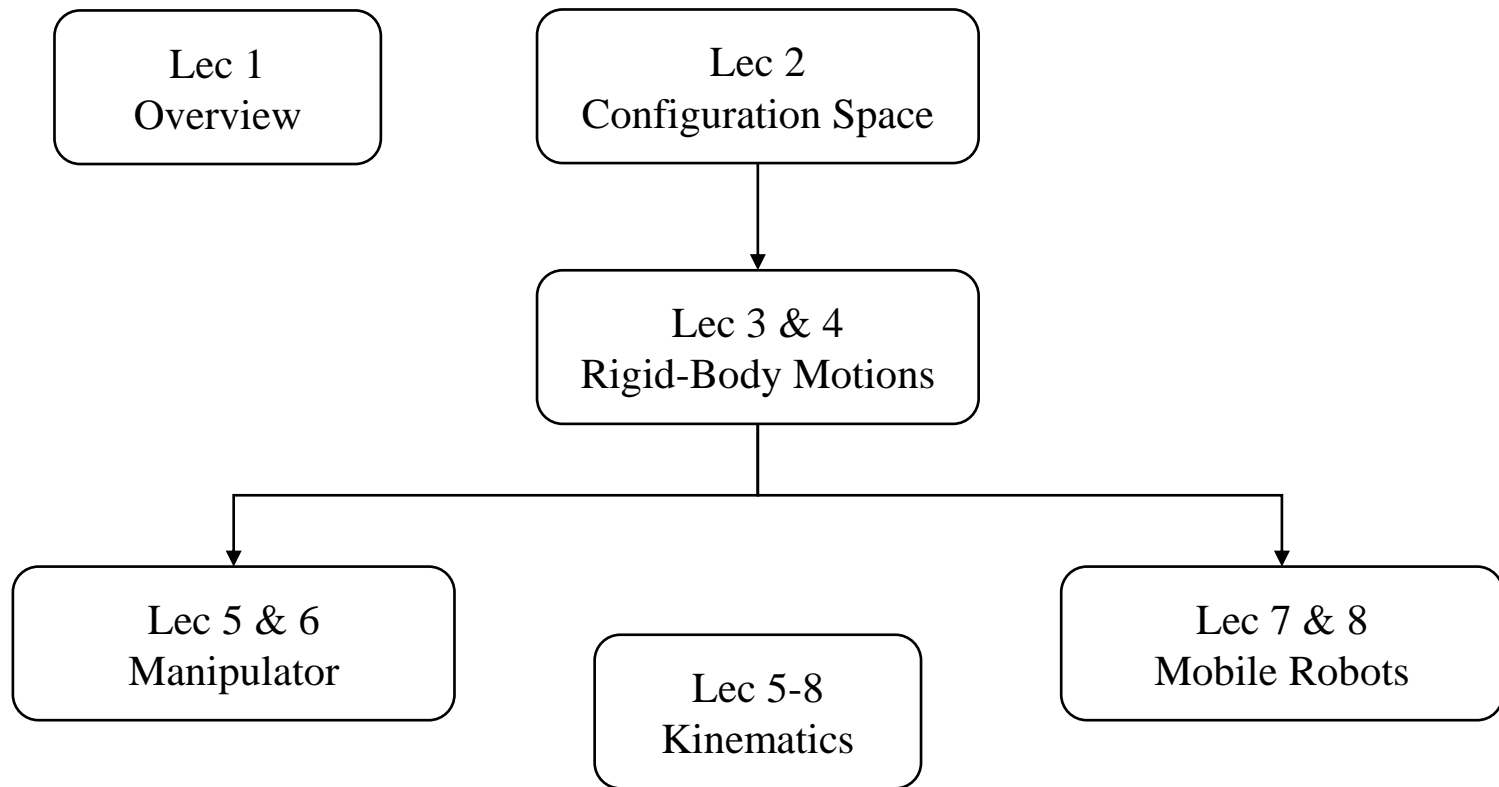 Lec 1
Overview
Lec 2
Configuration Space
Lec 3 & 4
Rigid-Body Motions
Lec 5 & 6
Manipulator
Lec 5-8
Kinematics
Lec 7 & 8
Mobile Robots